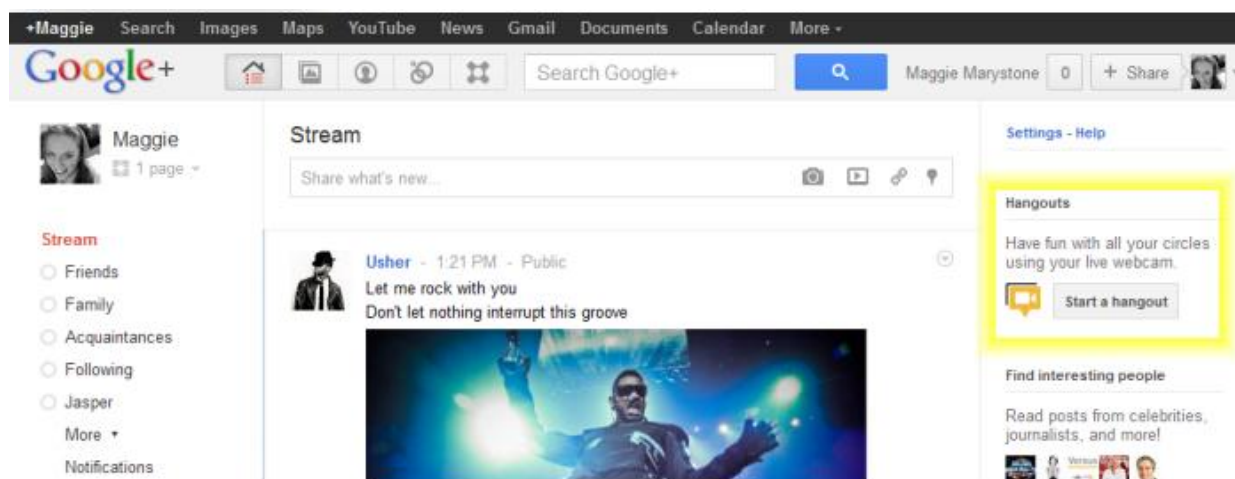 +Maggie Search Images Maps YouTube News Gmail Documents Calendar More
Google+ Search Google+ Maggie Marystone 0 + Share
Maggie
1 page
Stream
Friends
Family
Acquaintances
Following
Jasper
More
Notifications
Stream
Share what's new...
Usher - 1:21 PM - Public
Let me rock with you
Don't let nothing interrupt this groove
Settings - Help
Hangouts
Have fun with all your circles
using your live webcam.
Start a hangout
Find interesting people
Read posts from celebrities,
journalists, and more!
Versus